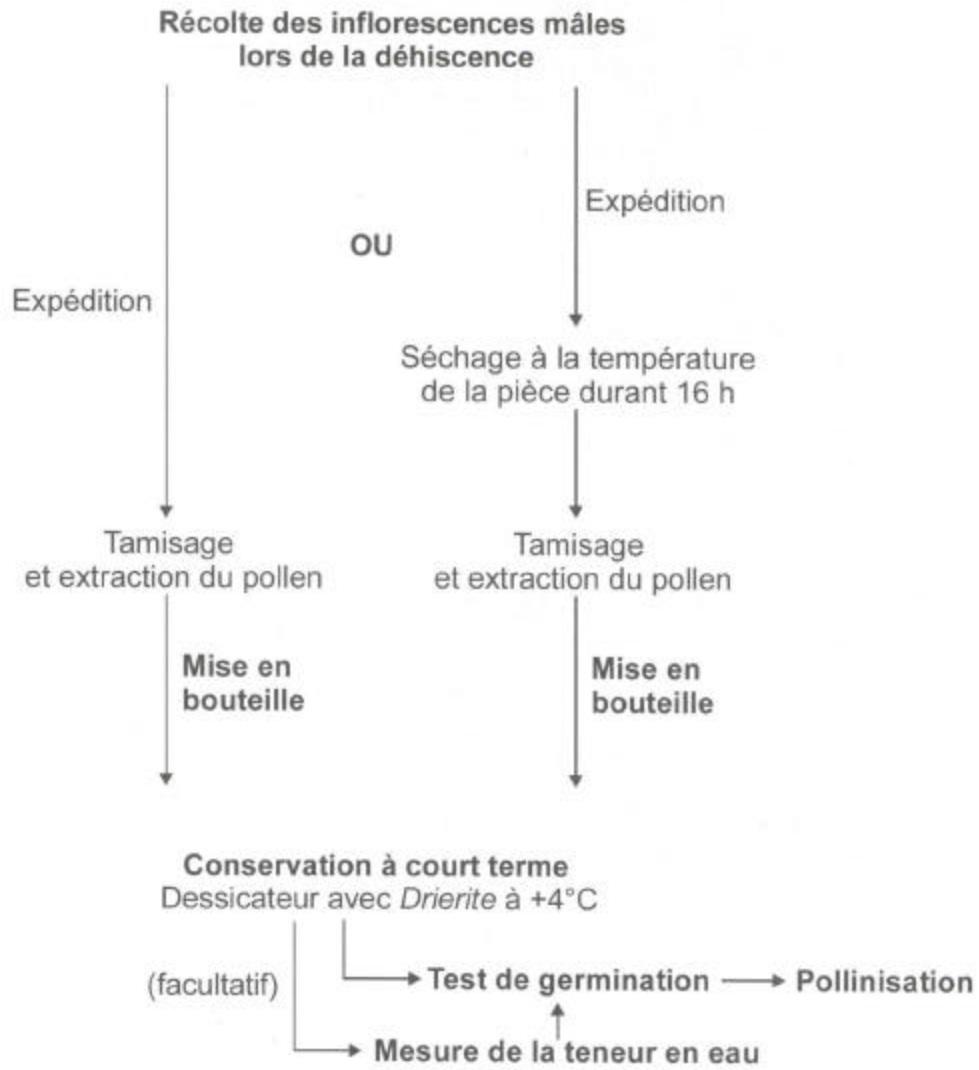 Récolte des inflorescences mâles
lors de la déhiscence
Expédition
OU
Expédition
Séchage à la température
de la pièce durant 16 h
Tamisage
et extraction du pollen
Tamisage
et extraction du pollen
Mise en
bouteille
Mise en
bouteille
Conservation à court terme
Dessicateur avec Drierite à +4°C
(facultatif)
Test de germination
Pollinisation
Mesure de la teneur en eau